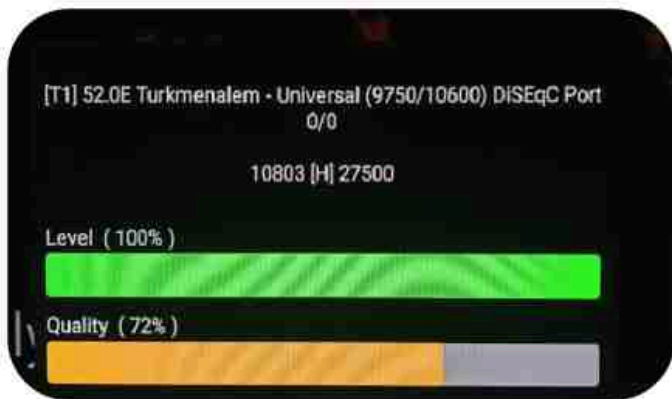 [T1] 52.0E Turkmenalem - Universal (9750/10600) DiSEqC Port
0/0
10803 [H] 27500
Level ( 100% )
Quality ( 72% )